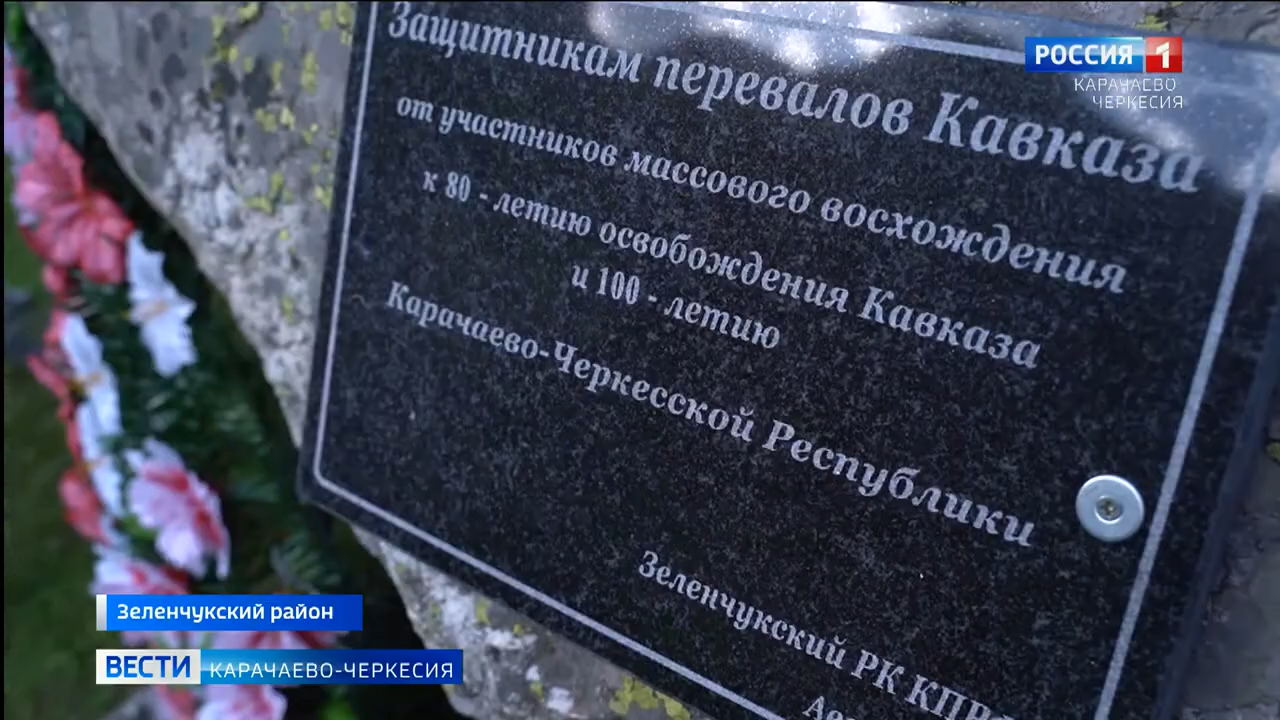 РОССИЯ 1
КАРАЧАЕВО
ЧЕРКЕСИЯ
Защитникам перевалов Кавказа
от участников массового восхождения
к 80 - летию освобождения Кавказа
и 100 - летию
Карачаево-Черкесской Республики
Зеленчукский РК
Зеленчукский район
ВЕСТИ КАРАЧАЕВО-ЧЕРКЕСИЯ